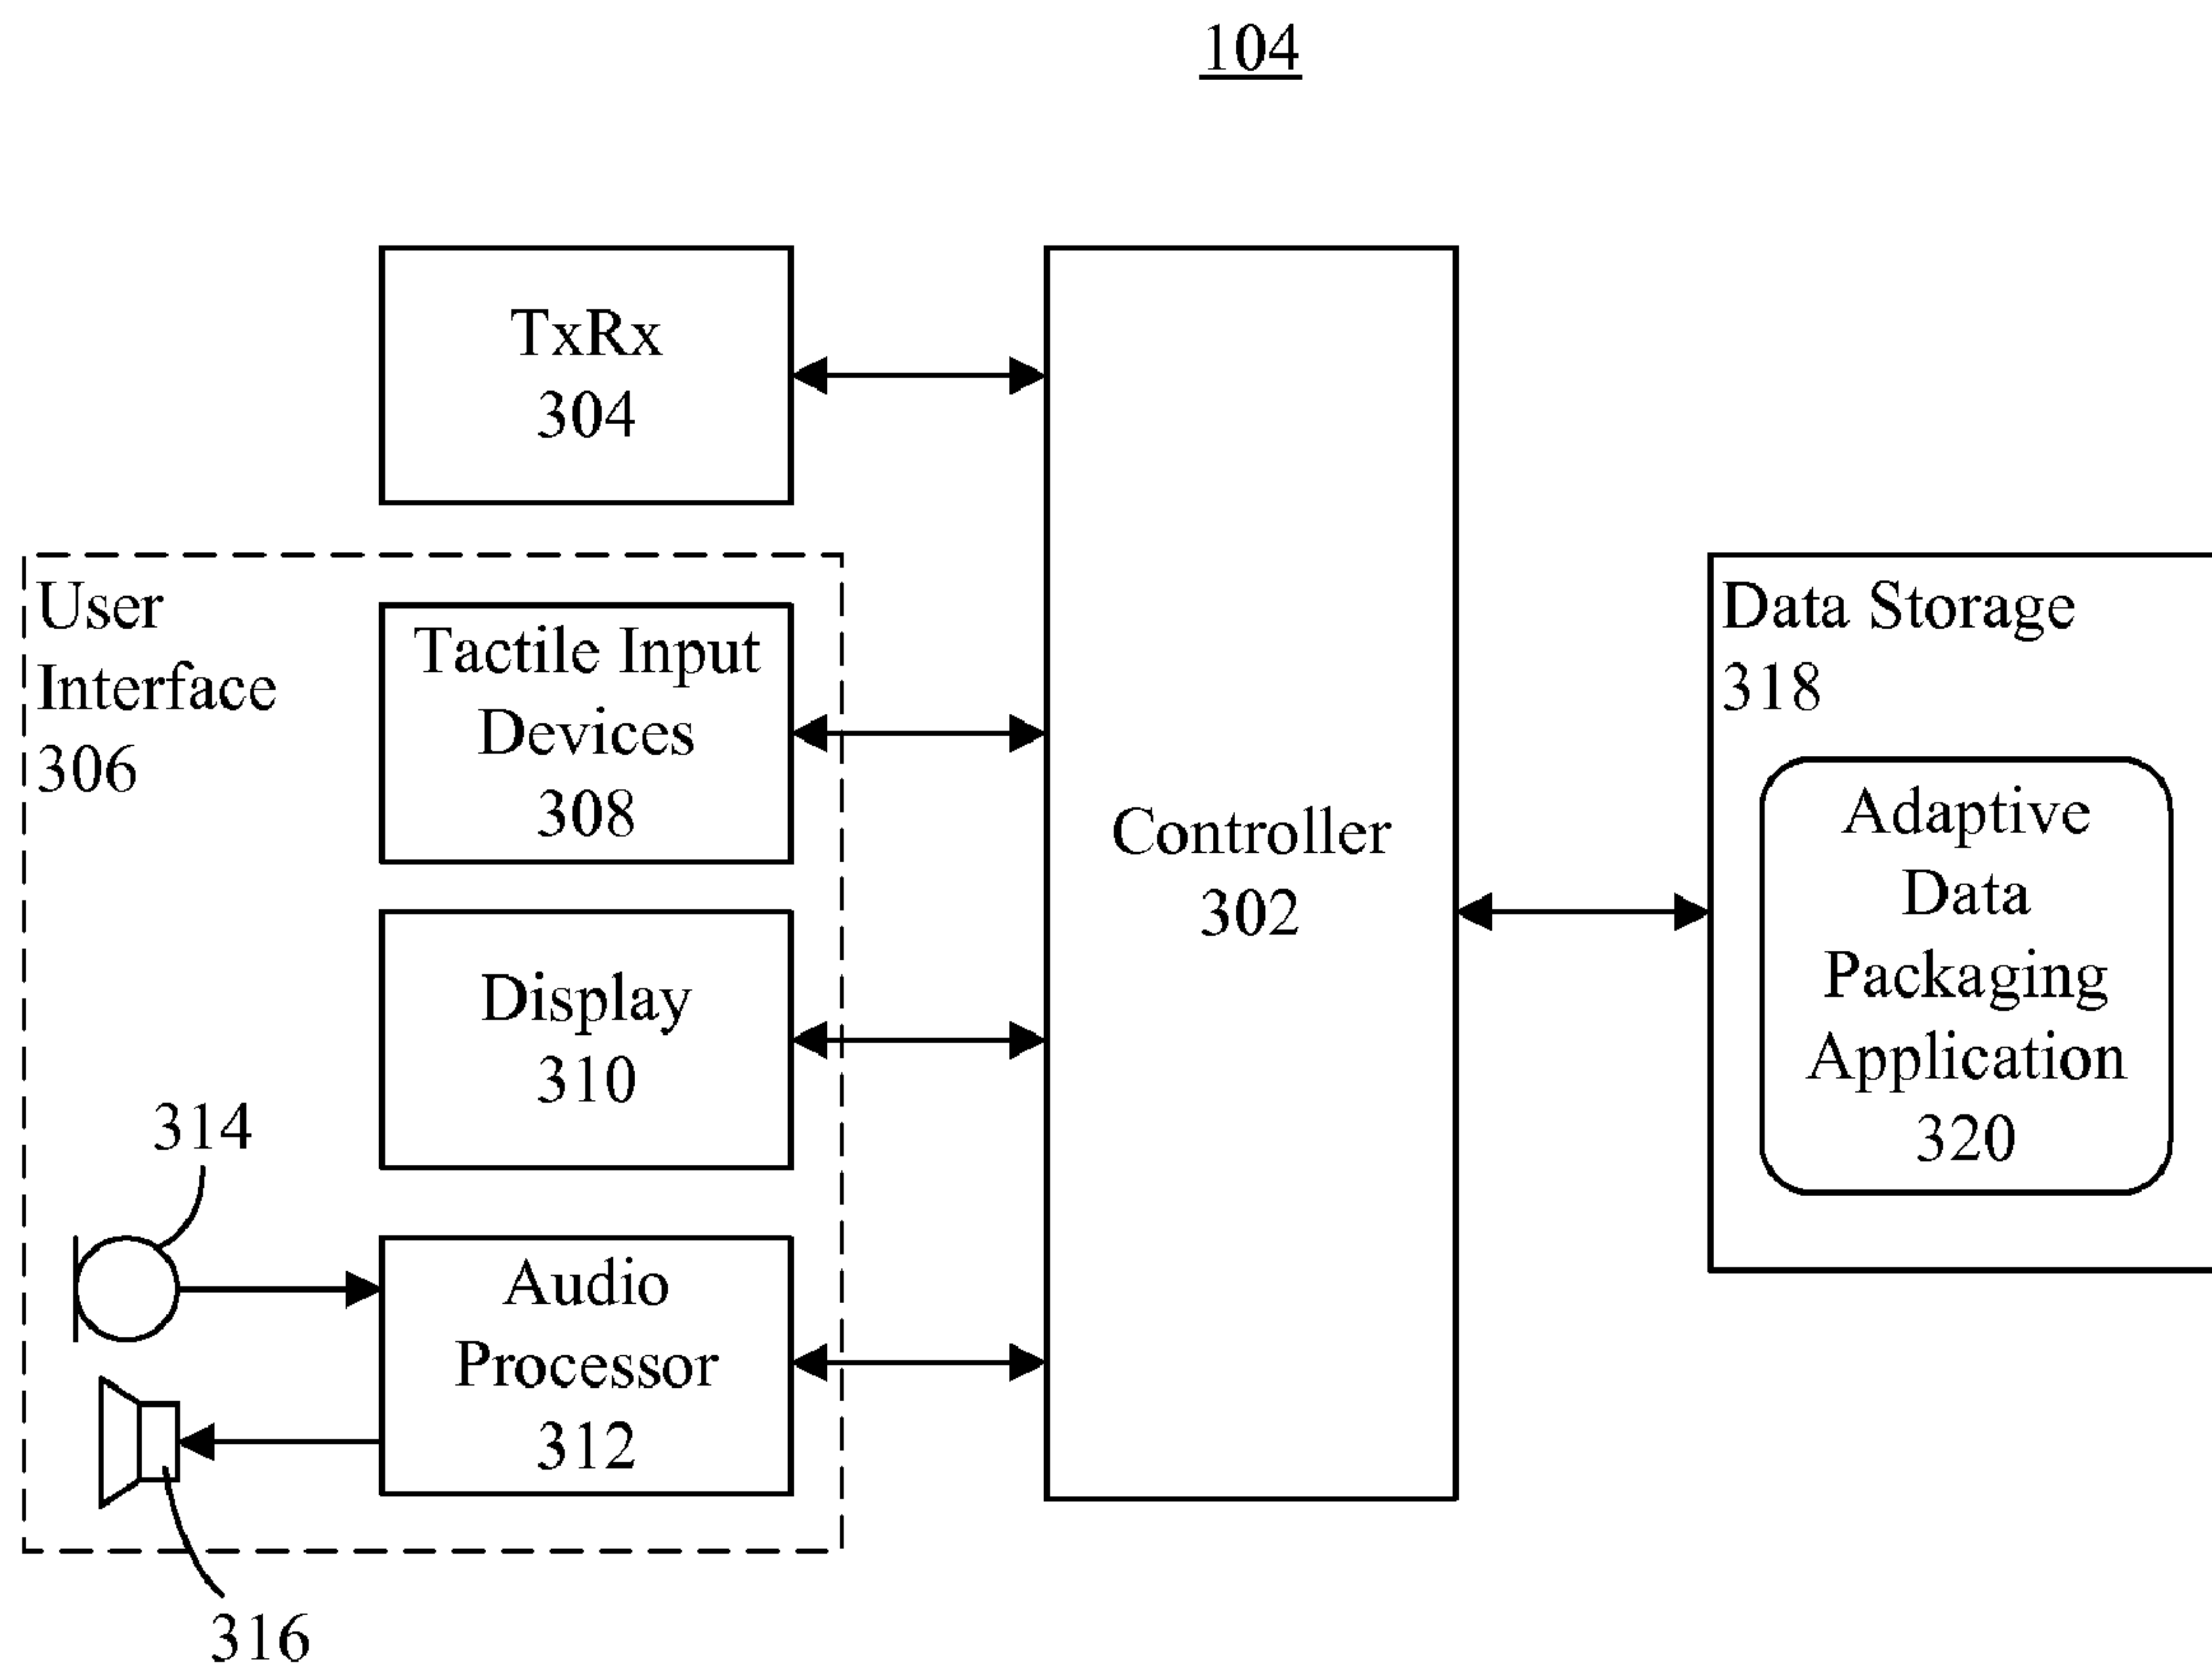 104
TxRx
304
User
Interface
306
Tactile Input
Devices
308
Display
310
314
Audio
Processor
312
316
Controller
302
Data Storage
318
Adaptive
Data
Packaging
Application
320